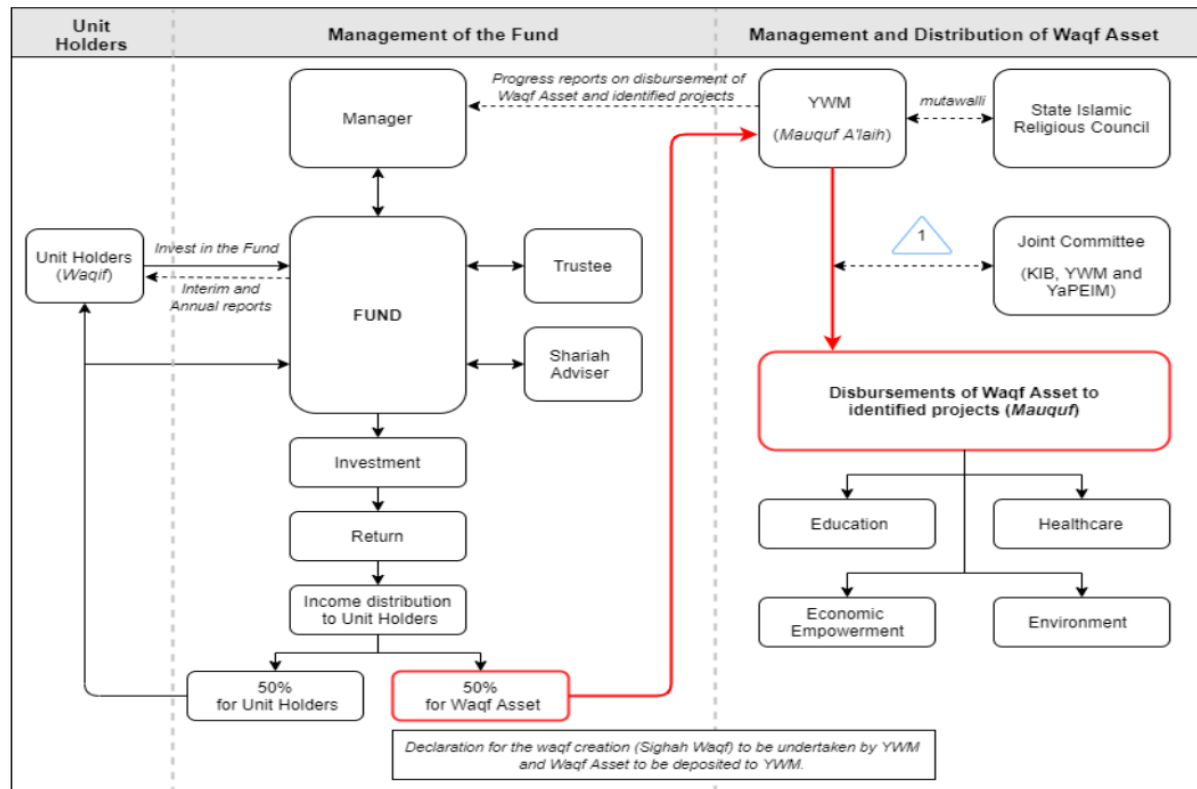 Unit
Holders
Management of the Fund
Management and Distribution of Waqf Asset
Manager
Progress reports on disbursement of
Waqf Asset and identified projects
YWM
(Mauquf A'laih)
mutawalli
State Islamic
Religious Council
Unit Holders
(Waqif)
Invest in the Fund
Interim and
Annual reports
FUND
Trustee
Shariah
Adviser
1
Joint Committee
(KIB, YWM and
YaPEIM)
Disbursements of Waqf Asset to
identified projects (Mauquf)
Investment
Return
Income distribution
to Unit Holders
50%
for Unit Holders
50%
for Waqf Asset
Education
Healthcare
Economic
Empowerment
Environment
Declaration for the waqf creation (Sighah Waqf) to be undertaken by YWM
and Waqf Asset to be deposited to YWM.